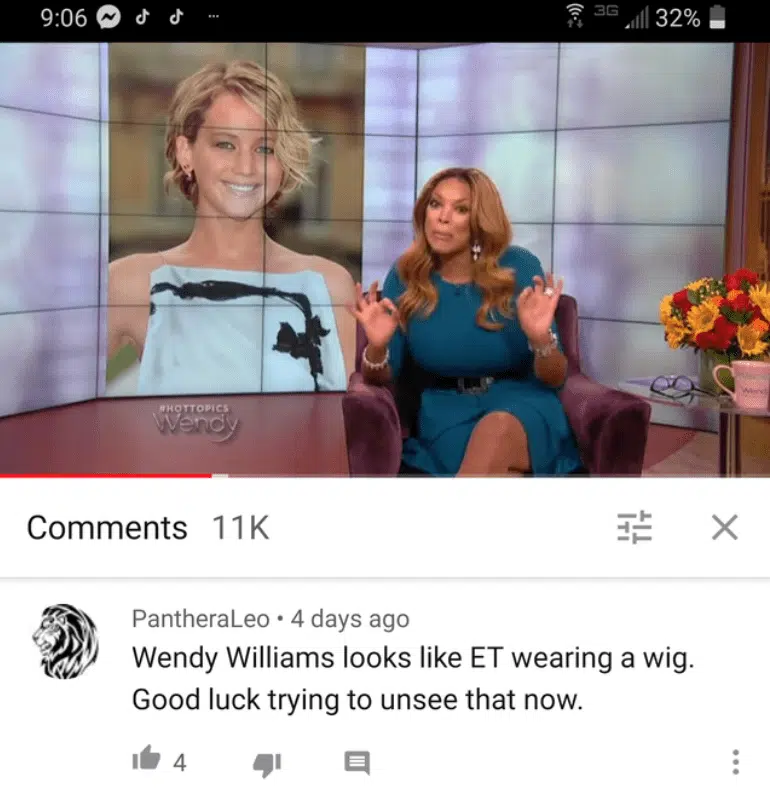 9:06
3G
32%
#HOTTOPICS
Wendy
Comments 11K
PantheraLeo • 4 days ago
Wendy Williams looks like ET wearing a wig.
Good luck trying to unsee that now.
4